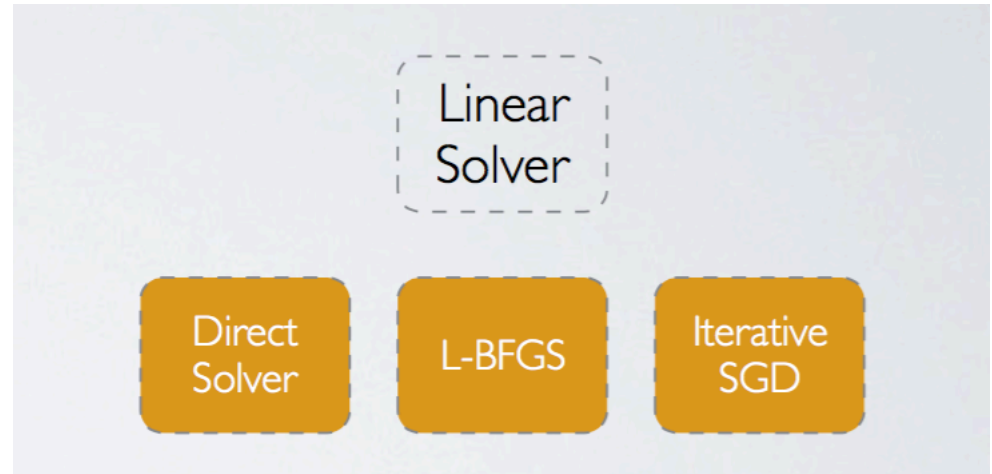 Linear
Solver
Direct
Solver
L-BFGS
Iterative
SGD